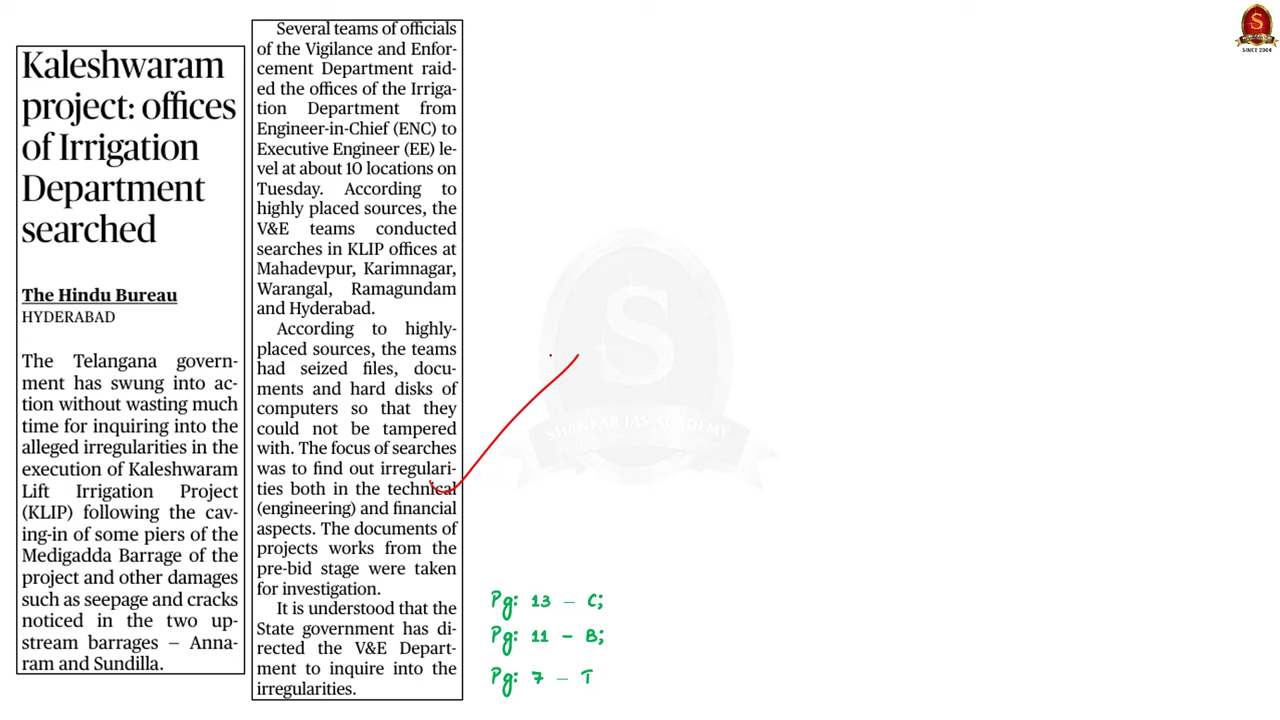 Kaleshwaram
project: offices
of Irrigation
Department
searched
The Hindu Bureau
HYDERABAD
The Telangana govern-
ment has swung into ac-
tion without wasting much
time for inquiring into the
alleged irregularities in the
execution of Kaleshwaram
Lift Irrigation Project
(KLIP) following the cav-
ing-in of some piers of the
Medigadda Barrage of the
project and other damages
such as seepage and cracks
noticed in the two up-
stream barrages – Anna-
ram and Sundilla.
Several teams of officials
of the Vigilance and Enfor-
cement Department raid-
ed the offices of the Irriga-
tion Department from
Engineer-in-Chief (ENC) to
Executive Engineer (EE) le-
vel at about 10 locations on
Tuesday. According to
highly placed sources, the
V&E teams conducted
searches in KLIP offices at
Mahadevpur, Karimnagar,
Warangal, Ramagundam
and Hyderabad.
According to highly-
placed sources, the teams
had seized files, docu-
ments and hard disks of
computers so that they
could not be tampered
with. The focus of searches
was to find out irregulari-
ties both in the technical
(engineering) and financial
aspects. The documents of
projects works from the
pre-bid stage were taken
for investigation.
It is understood that the
State government has di-
rected the V&E Depart-
ment to inquire into the
irregularities.
Pg: 13 – C;
Pg: 11 – B;
Pg: 7 – T
S
SHANKAR IAS ACADEMY
S
SINCE 2004